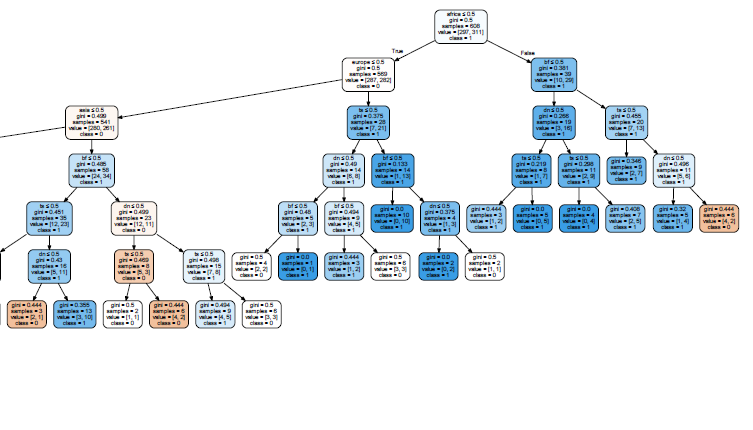 africa ≤ 0.5
gini = 0.5
samples = 608
value = [297, 311]
class = 1
True
False
europe ≤ 0.5
gini = 0.5
samples = 569
value = [287, 282]
class = 0
bf ≤ 0.5
gini = 0.381
samples = 39
value = [10, 29]
class = 1
asia ≤ 0.5
gini = 0.499
samples = 541
value = [280, 261]
class = 0
ts ≤ 0.5
gini = 0.375
samples = 28
value = [7, 21]
class = 1
dn ≤ 0.5
gini = 0.266
samples = 19
value = [3, 16]
class = 1
ts ≤ 0.5
gini = 0.455
samples = 20
value = [7, 13]
class = 1
bf ≤ 0.5
gini = 0.485
samples = 58
value = [24, 34]
class = 1
dn ≤ 0.5
gini = 0.49
samples = 14
value = [6, 8]
class = 1
bf ≤ 0.5
gini = 0.133
samples = 14
value = [1, 13]
class = 1
ts ≤ 0.5
gini = 0.219
samples = 8
value = [1, 7]
class = 1
ts ≤ 0.5
gini = 0.298
samples = 11
value = [2, 9]
class = 1
gini = 0.346
samples = 9
value = [2, 7]
class = 1
dn ≤ 0.5
gini = 0.496
samples = 11
value = [5, 6]
class = 1
ts ≤ 0.5
gini = 0.451
samples = 35
value = [12, 23]
class = 1
dn ≤ 0.5
gini = 0.499
samples = 23
value = [12, 11]
class = 0
bf ≤ 0.5
gini = 0.48
samples = 5
value = [2, 3]
class = 1
bf ≤ 0.5
gini = 0.494
samples = 9
value = [4, 5]
class = 1
gini = 0.0
samples = 10
value = [0, 10]
class = 1
dn ≤ 0.5
gini = 0.375
samples = 4
value = [1, 3]
class = 1
gini = 0.444
samples = 3
value = [1, 2]
class = 1
gini = 0.0
samples = 5
value = [0, 5]
class = 1
gini = 0.0
samples = 4
value = [0, 4]
class = 1
gini = 0.408
samples = 7
value = [2, 5]
class = 1
gini = 0.32
samples = 5
value = [1, 4]
class = 1
gini = 0.444
samples = 6
value = [4, 2]
class = 0
dn ≤ 0.5
gini = 0.43
samples = 16
value = [5, 11]
class = 1
ts ≤ 0.5
gini = 0.469
samples = 8
value = [5, 3]
class = 0
ts ≤ 0.5
gini = 0.498
samples = 15
value = [7, 8]
class = 1
gini = 0.5
samples = 4
value = [2, 2]
class = 0
gini = 0.0
samples = 1
value = [0, 1]
class = 1
gini = 0.444
samples = 3
value = [1, 2]
class = 1
gini = 0.5
samples = 6
value = [3, 3]
class = 0
gini = 0.0
samples = 2
value = [0, 2]
class = 1
gini = 0.5
samples = 2
value = [1, 1]
class = 0
gini = 0.444
samples = 3
value = [2, 1]
class = 0
gini = 0.355
samples = 13
value = [3, 10]
class = 1
gini = 0.5
samples = 2
value = [1, 1]
class = 0
gini = 0.444
samples = 6
value = [4, 2]
class = 0
gini = 0.494
samples = 9
value = [4, 5]
class = 1
gini = 0.5
samples = 6
value = [3, 3]
class = 0